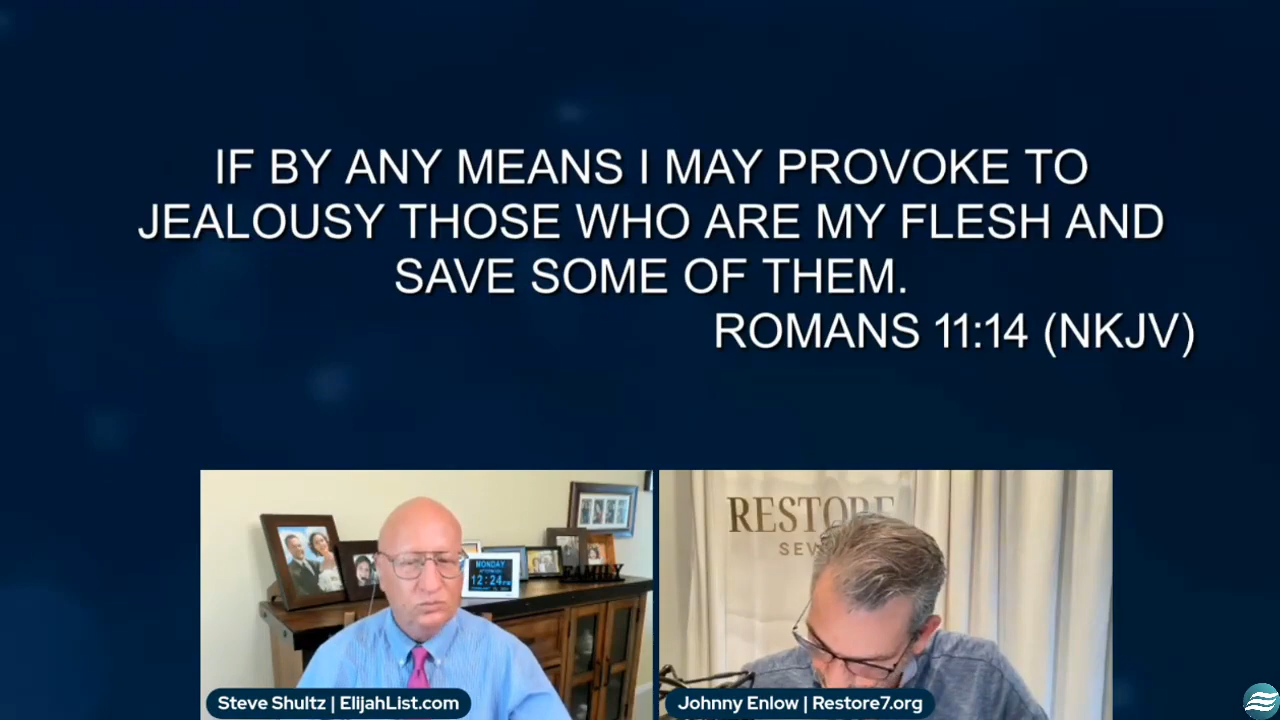 IF BY ANY MEANS I MAY PROVOKE TO
JEALOUSY THOSE WHO ARE MY FLESH AND
SAVE SOME OF THEM.
ROMANS 11:14 (NKJV)
RESTORE
MONDAY
12:24
FAMILY
Steve Shultz | ElijahList.com
Johnny Enlow | Restore7.org